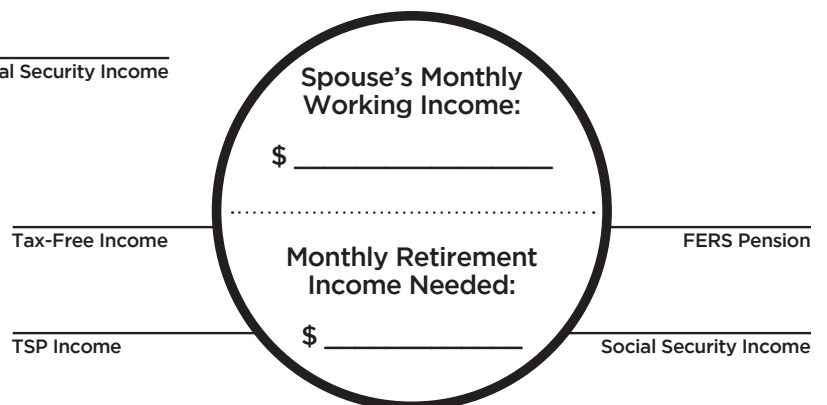 Security Income
Spouse's Monthly
Working Income:
$
Tax-Free Income
FERS Pension
Monthly Retirement
Income Needed:
$
TSP Income
Social Security Income